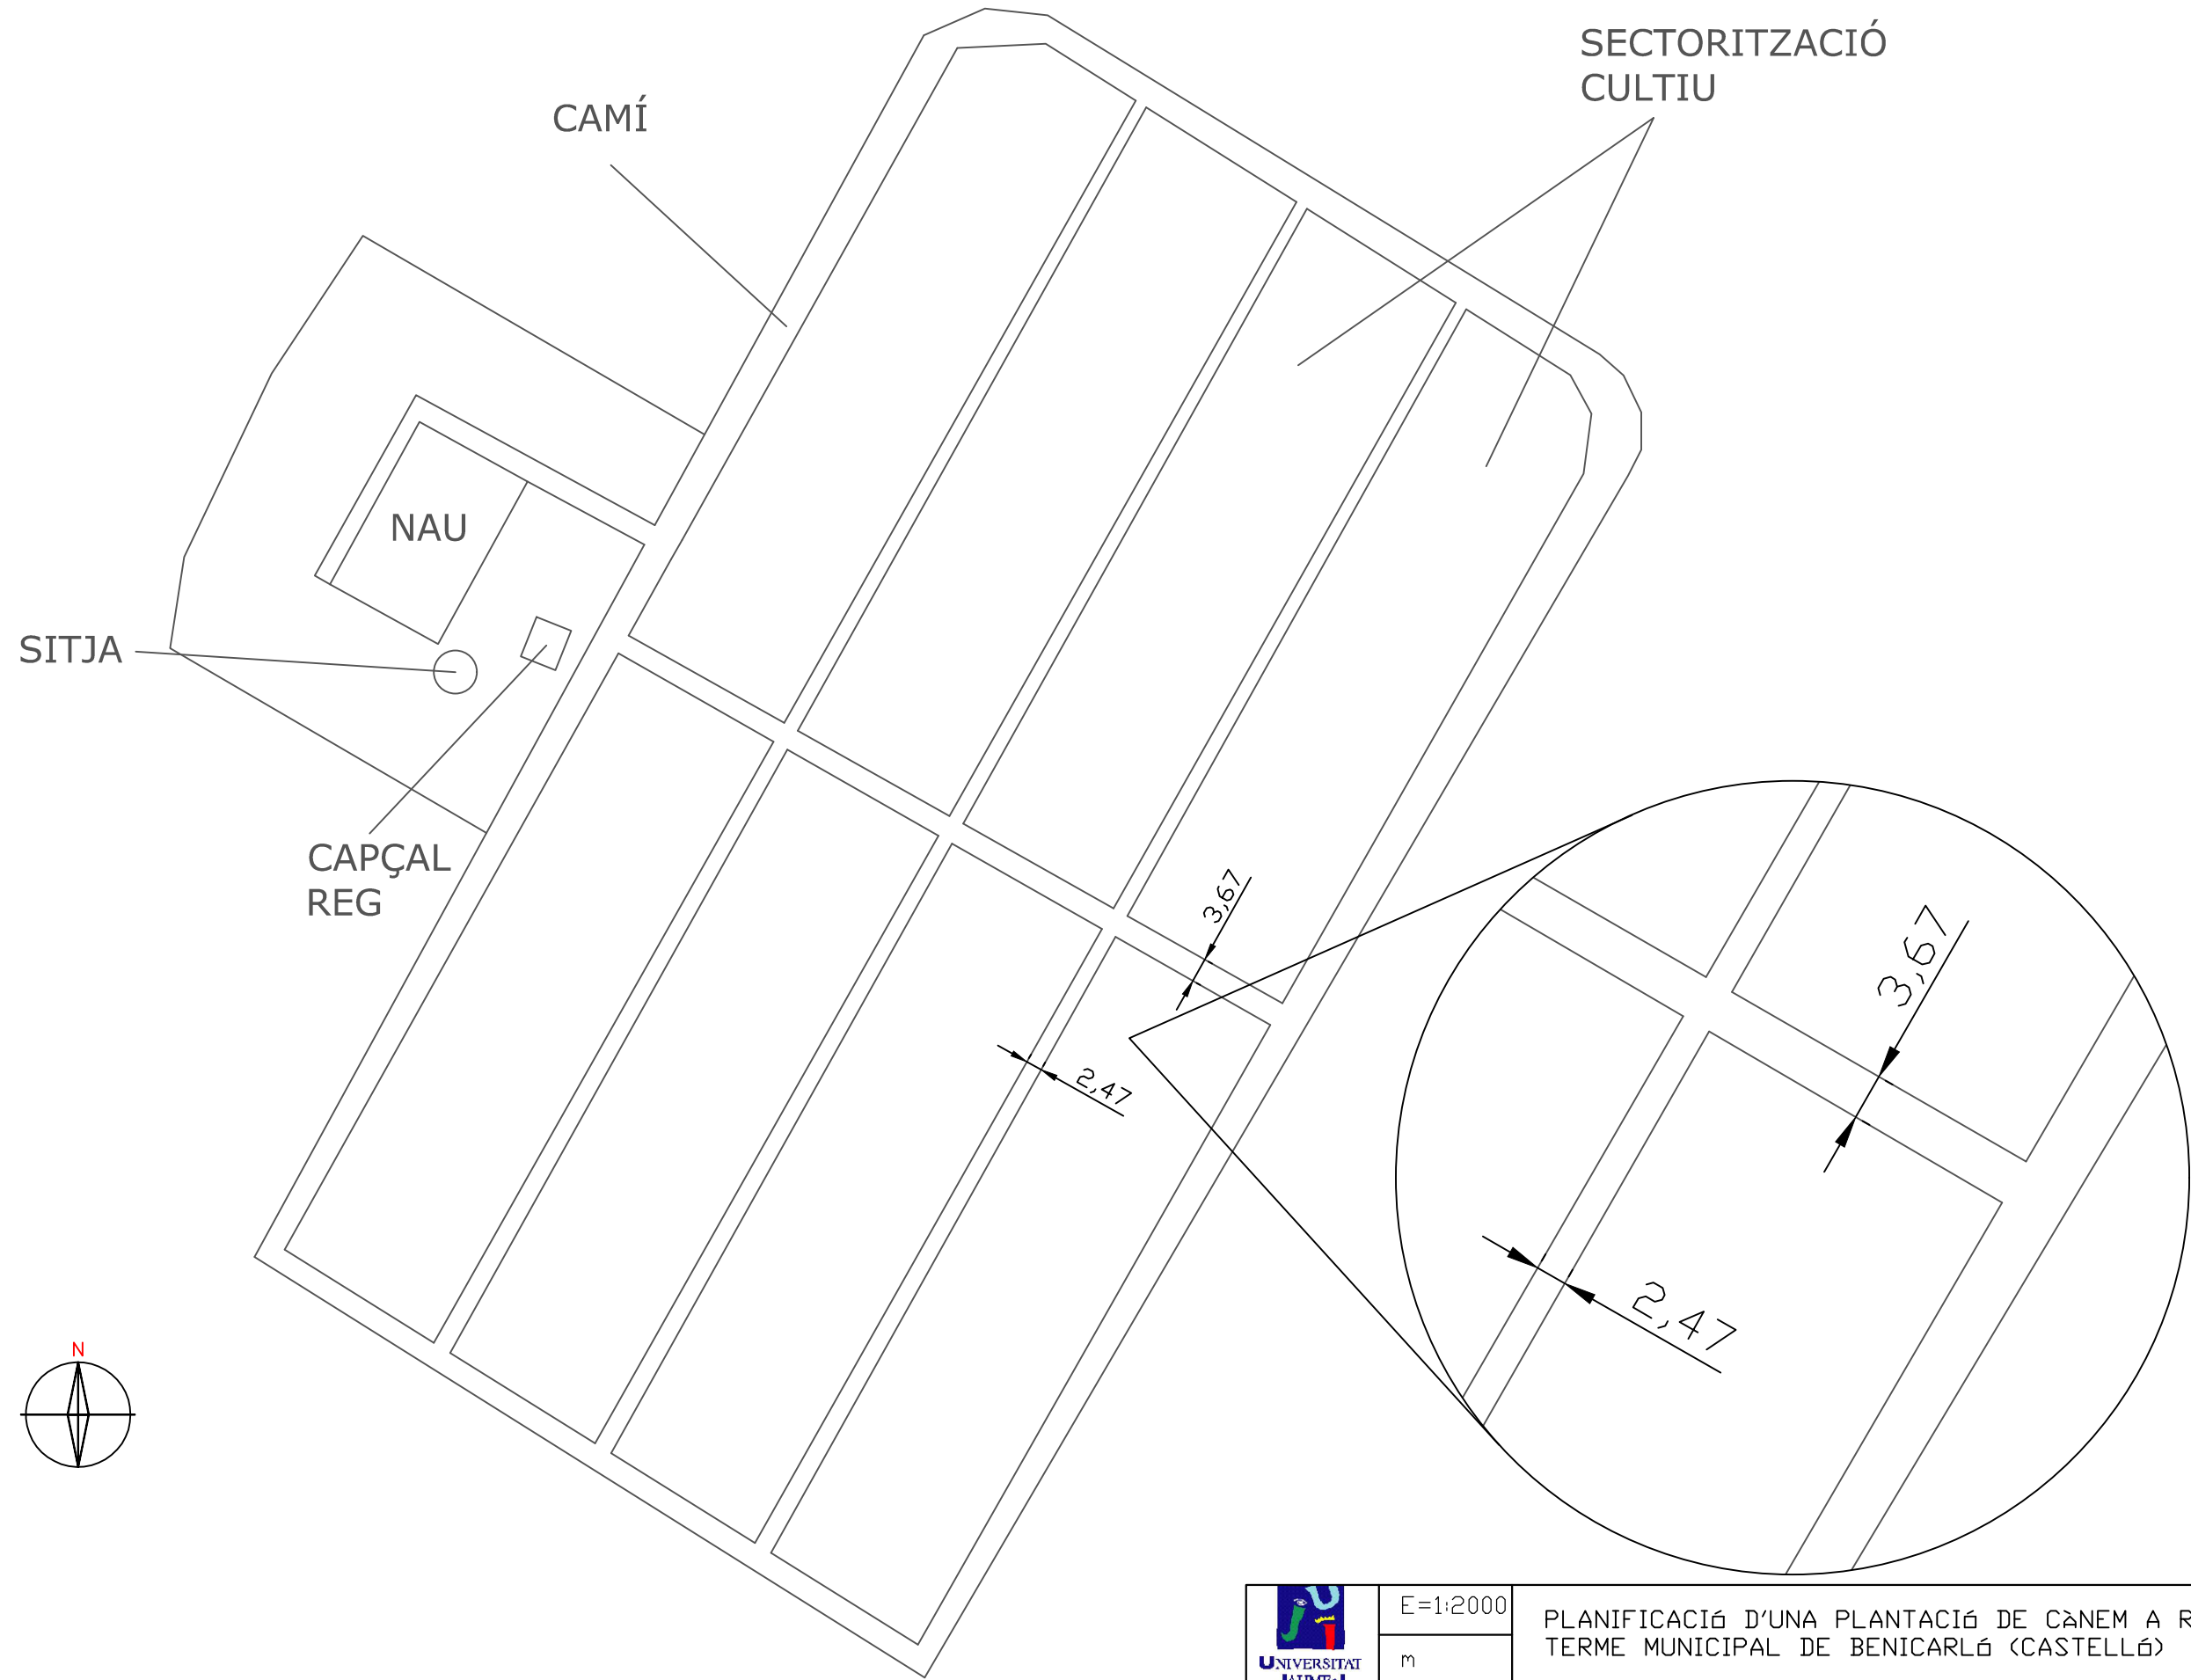 SECTORITZACIÓ
CULTIU
CAMÍ
NAU
SITJA
CAPÇAL
REG
3,67
2,47
3,67
2,47
N
E=1:2000
m
PLANIFICACIó D'UNA PLANTACIó DE CÀNEM A R
TERME MUNICIPAL DE BENICARLó (CASTELLó)
UNIVERSITAT
JAUME I